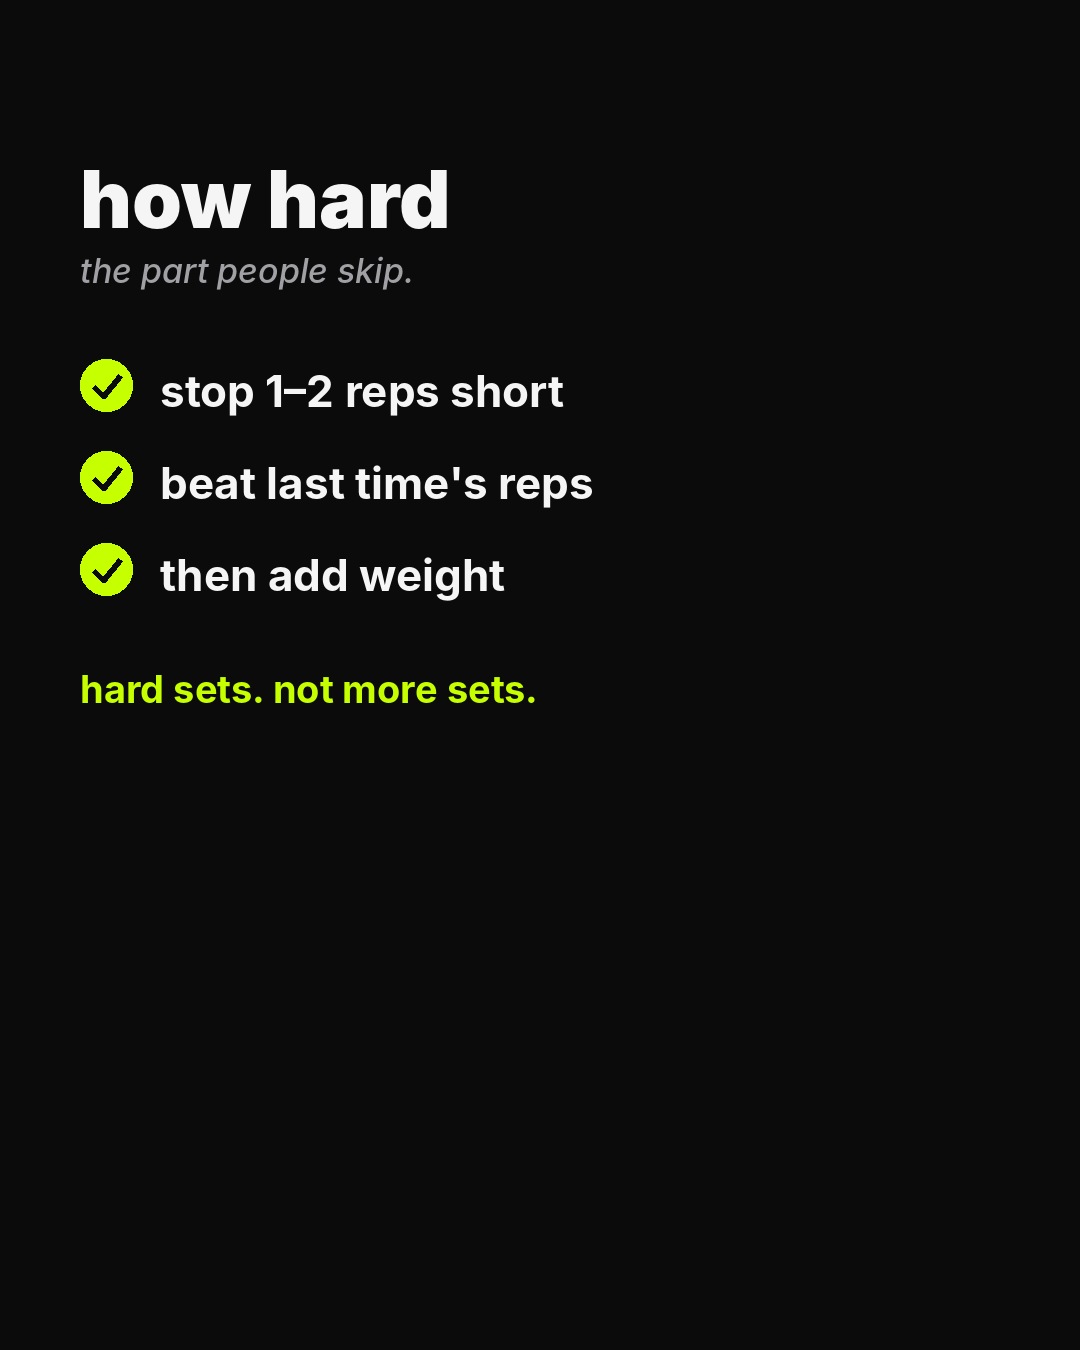 how hard
the part people skip.
stop 1–2 reps short
beat last time's reps
then add weight
hard sets. not more sets.